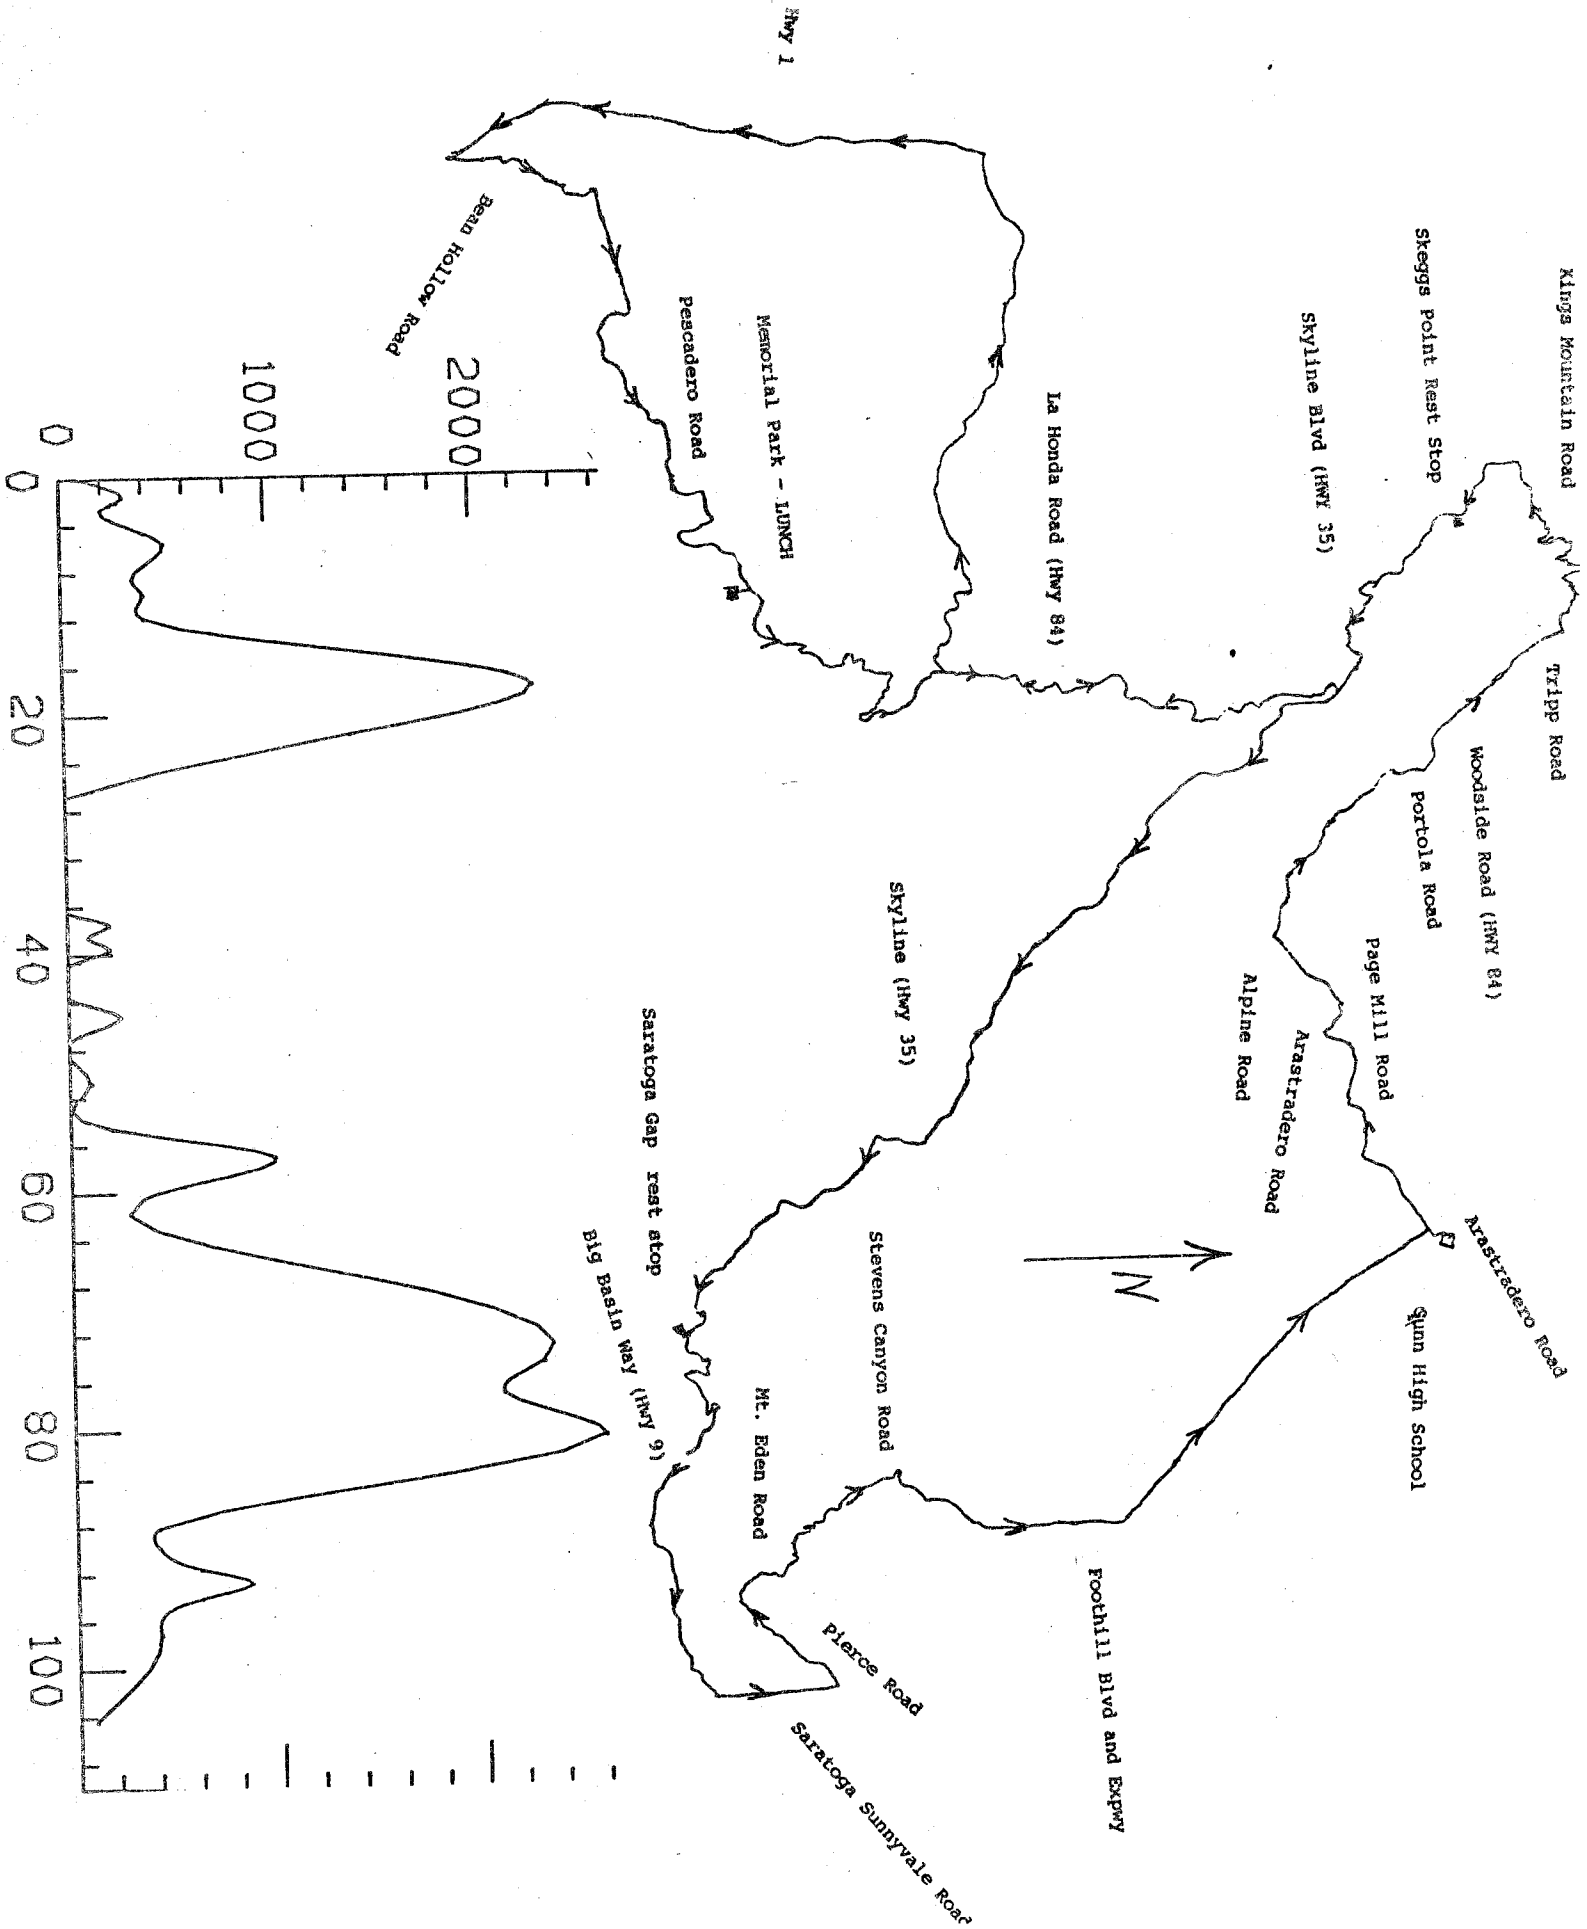 Kings Mountain Road
Tripp Road
Arastradero Road
Woodside Road (HWY 84)
Skeggs Point Rest Stop
Portola Road
Gunn High School
Page Mill Road
Skyline Blvd (HWY 35)
Arastradero Road
Alpine Road
La Honda Road (Hwy 84)
N
Foothill Blvd and Expwy
Skyline (Hwy 35)
Stevens Canyon Road
Hwy 1
Memorial Park - LUNCH
Mt. Eden Road
Pierce Road
Saratoga Sunnyvale Road
Pescadero Road
Saratoga Gap rest stop
Big Basin Way (Hwy 9)
Bean Hollow Road
2000
1000
0
0 20 40 60 80 100